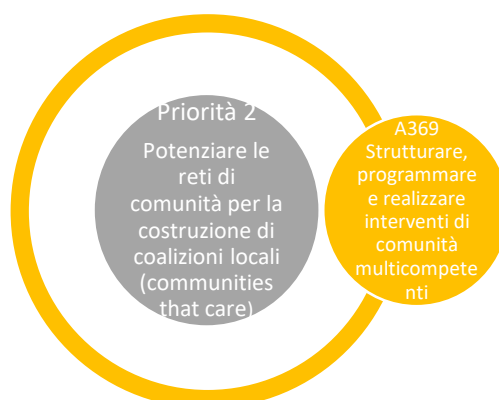 Priorità 2
Potenziare le
reti di
comunità per la
costruzione di
coalizioni locali
(communities
that care)
A369
Strutturare,
programmare
e realizzare
interventi di
comunità
multicompete
nti